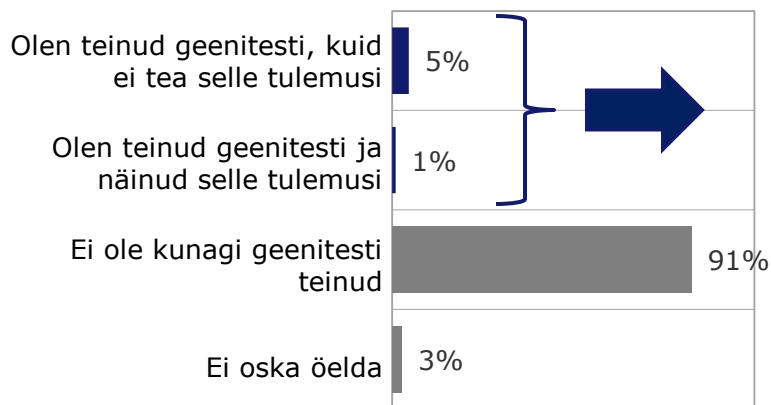 Olen teinud geenitesti, kuid
ei tea selle tulemusi
5%
Olen teinud geenitesti ja
näinud selle tulemusi
1%
Ei ole kunagi geenitesti
teinud
91%
Ei oska öelda
3%